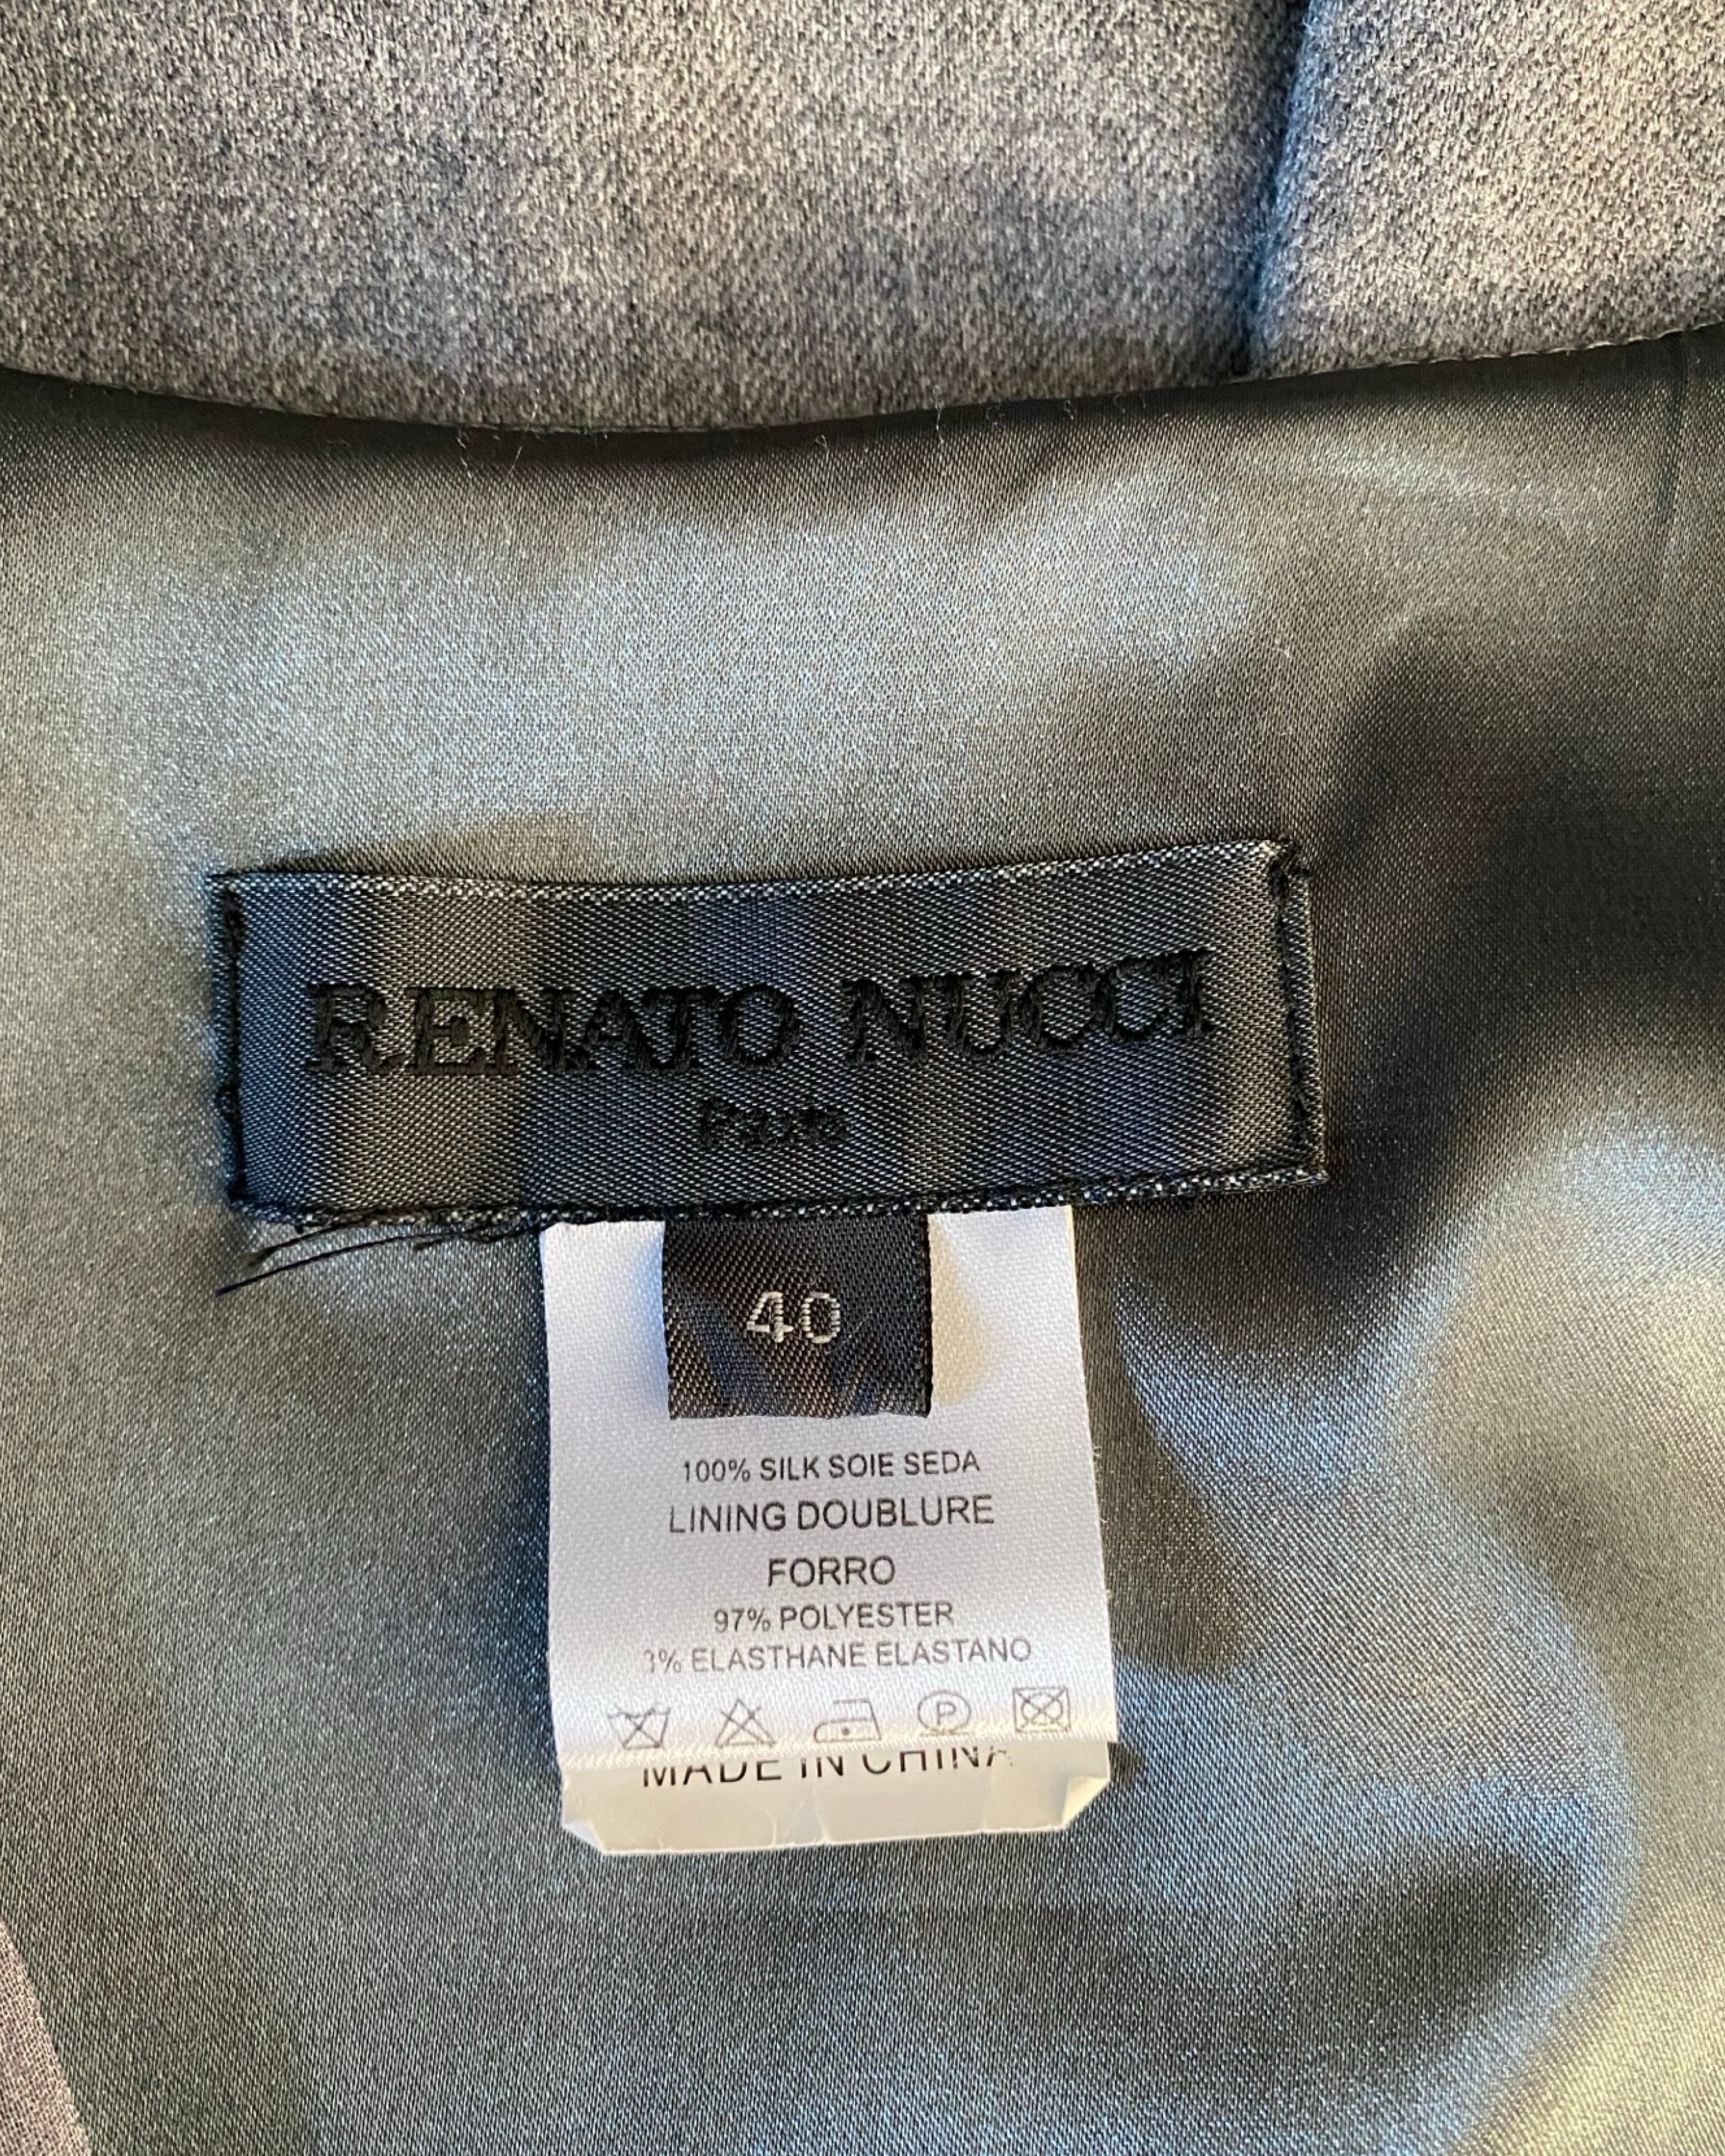 RENATO NUCCI
Paris
40
100% SILK SOIE SEDA
LINING DOUBLURE
FORRO
97% POLYESTER
3% ELASTHANE ELASTANO
P
MADE IN CHINA